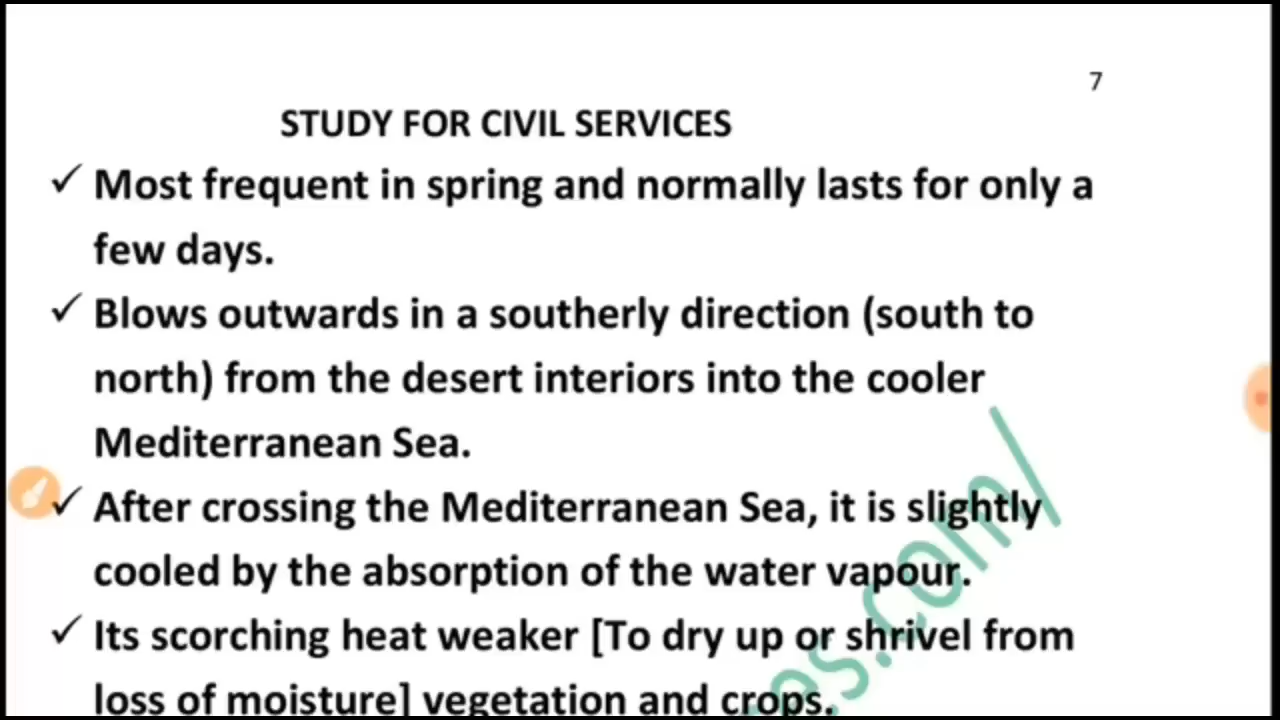 7
STUDY FOR CIVIL SERVICES
✓ Most frequent in spring and normally lasts for only a
few days.
✓ Blows outwards in a southerly direction (south to
north) from the desert interiors into the cooler
Mediterranean Sea.
✓ After crossing the Mediterranean Sea, it is slightly
cooled by the absorption of the water vapour.
✓ Its scorching heat weaker [To dry up or shrivel from
loss of moisture] vegetation and crops.
es.com/